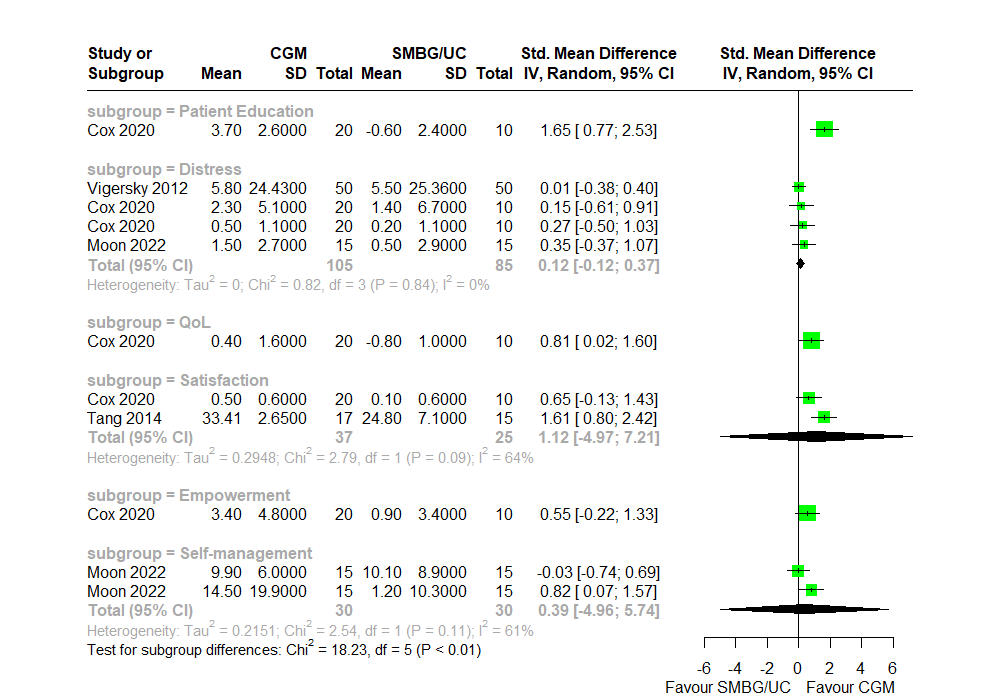 Study or CGM SMBG/UC Std. Mean Difference Std. Mean Difference
Subgroup Mean SD Total Mean SD Total IV, Random, 95% CI IV, Random, 95% CI
subgroup = Patient Education
Cox 2020 3.70 2.6000 20 -0.60 2.4000 10 1.65 [ 0.77; 2.53]
subgroup = Distress
Vigersky 2012 5.80 24.4300 50 5.50 25.3600 50 0.01 [-0.38; 0.40]
Cox 2020 2.30 5.1000 20 1.40 6.7000 10 0.15 [-0.61; 0.91]
Cox 2020 0.50 1.1000 20 0.20 1.1000 10 0.27 [-0.50; 1.03]
Moon 2022 1.50 2.7000 15 0.50 2.9000 15 0.35 [-0.37; 1.07]
Total (95% CI) 105 85 0.12 [-0.12; 0.37]
Heterogeneity: Tau² = 0; Chi² = 0.82, df = 3 (P = 0.84); I² = 0%
subgroup = QoL
Cox 2020 0.40 1.6000 20 -0.80 1.0000 10 0.81 [ 0.02; 1.60]
subgroup = Satisfaction
Cox 2020 0.50 0.6000 20 0.10 0.6000 10 0.65 [-0.13; 1.43]
Tang 2014 33.41 2.6500 17 24.80 7.1000 15 1.61 [ 0.80; 2.42]
Total (95% CI) 37 25 1.12 [-4.97; 7.21]
Heterogeneity: Tau² = 0.2948; Chi² = 2.79, df = 1 (P = 0.09); I² = 64%
subgroup = Empowerment
Cox 2020 3.40 4.8000 20 0.90 3.4000 10 0.55 [-0.22; 1.33]
subgroup = Self-management
Moon 2022 9.90 6.0000 15 10.10 8.9000 15 -0.03 [-0.74; 0.69]
Moon 2022 14.50 19.9000 15 1.20 10.3000 15 0.82 [ 0.07; 1.57]
Total (95% CI) 30 30 0.39 [-4.96; 5.74]
Heterogeneity: Tau² = 0.2151; Chi² = 2.54, df = 1 (P = 0.11); I² = 61%
Test for subgroup differences: Chi² = 18.23, df = 5 (P < 0.01)
-6 -4 -2 0 2 4 6
Favour SMBG/UC Favour CGM